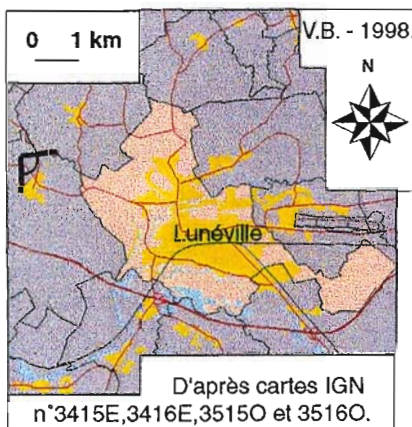 0 1 km
V.B. - 1998.
N
Lunéville
D'après cartes IGN
n°3415E,3416E,3515O et 3516O.